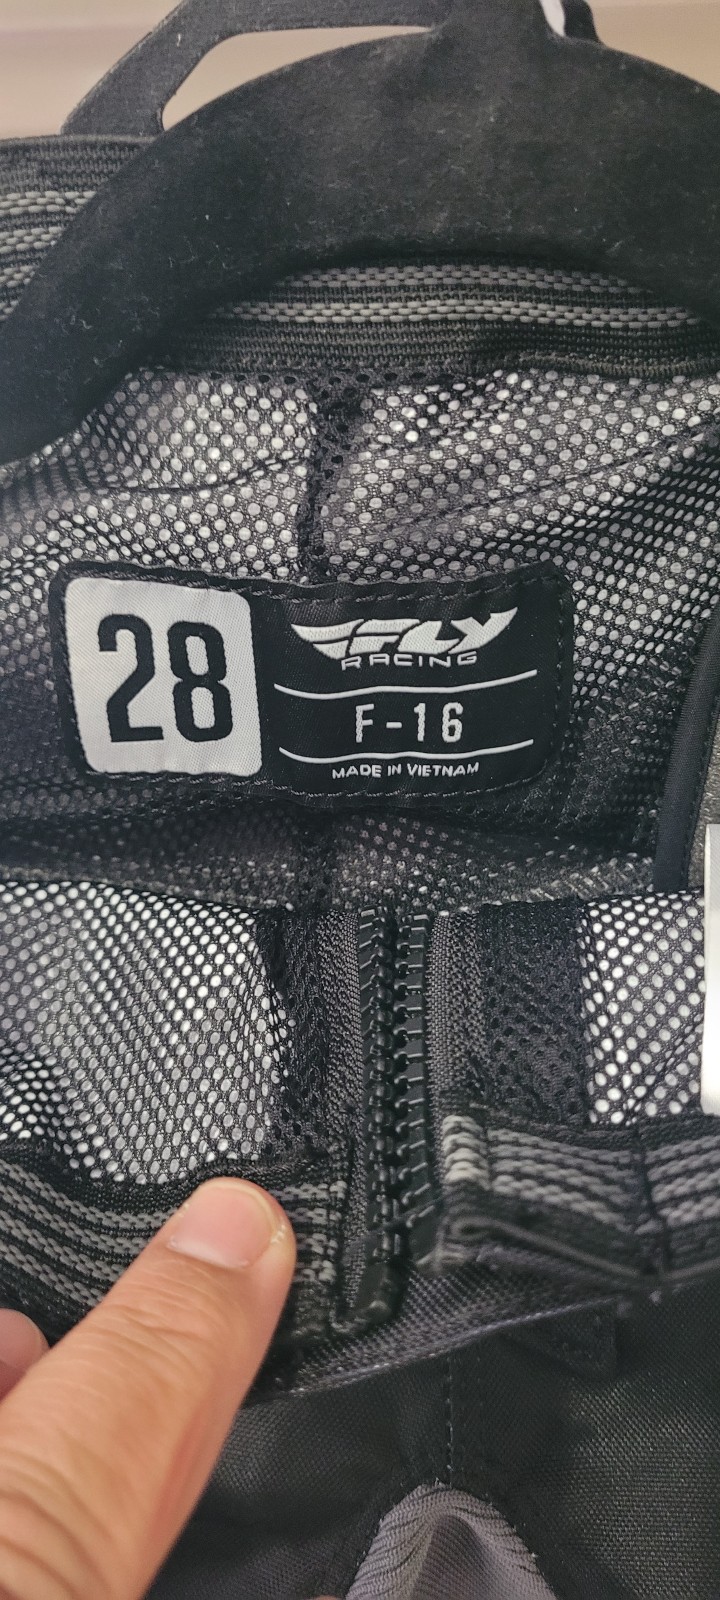 28
FLY
RACING
F-16
MADE IN VIETNAM